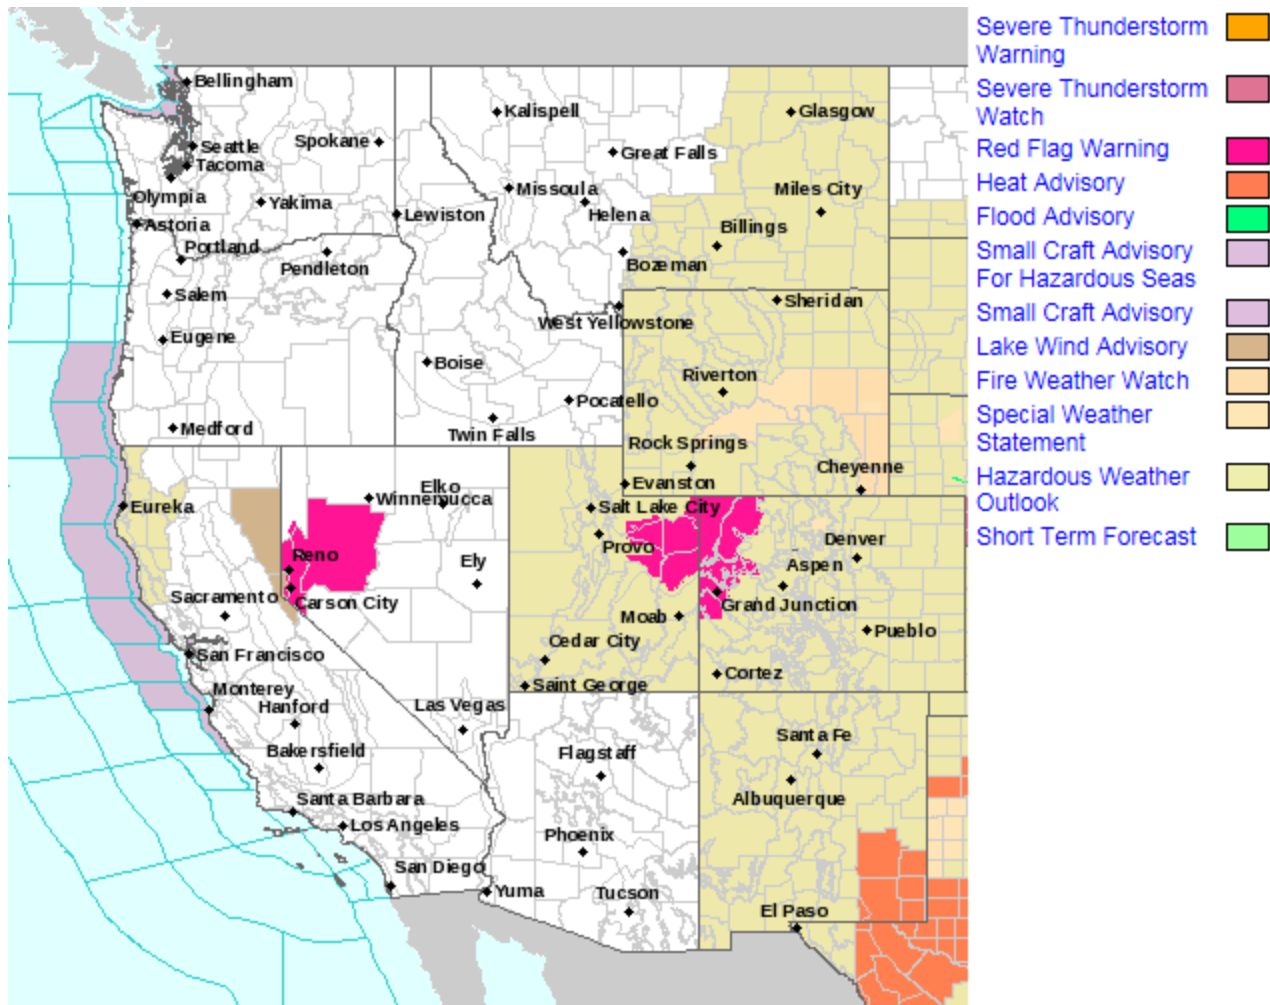 Bellingham
Kalispell
Glasgow
Seattle
Spokane
Great Falls
Tacoma
Olympia
Missoula
Miles City
Yakima
Helena
Astoria
Lewiston
Billings
Portland
Pendleton
Bozeman
Salem
Sheridan
West Yellowstone
Eugene
Boise
Riverton
Pocatello
Medford
Twin Falls
Rock Springs
Cheyenne
Evanston
Elko
Winnemucca
Eureka
Salt Lake City
Provo
Denver
Reno
Ely
Aspen
Sacramento
Carson City
Grand Junction
Moab
Pueblo
Cedar City
San Francisco
Cortez
Saint George
Monterey
Hanford
Las Vegas
Santa Fe
Bakersfield
Flagstaff
Albuquerque
Santa Barbara
Los Angeles
Phoenix
San Diego
Yuma
Tucson
El Paso
Severe Thunderstorm
Warning
Severe Thunderstorm
Watch
Red Flag Warning
Heat Advisory
Flood Advisory
Small Craft Advisory
For Hazardous Seas
Small Craft Advisory
Lake Wind Advisory
Fire Weather Watch
Special Weather
Statement
Hazardous Weather
Outlook
Short Term Forecast